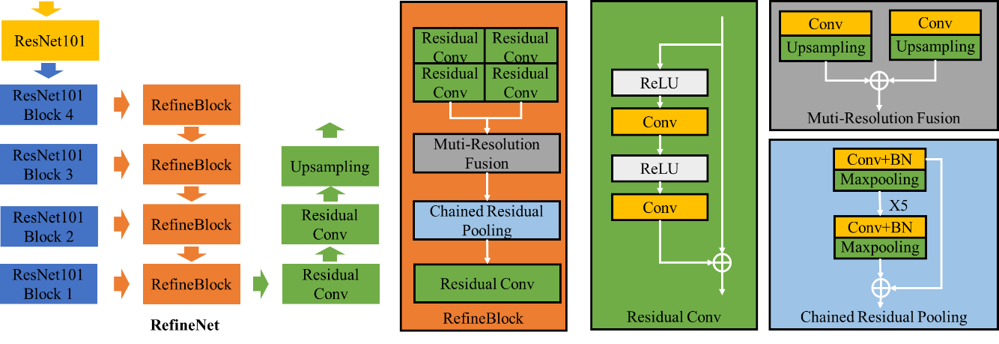 ResNet101
ResNet101
Block 4
RefineBlock
ResNet101
Block 3
RefineBlock
Upsampling
ResNet101
Block 2
RefineBlock
Residual
Conv
ResNet101
Block 1
RefineBlock
Residual
Conv
RefineNet
Residual
Conv
Residual
Conv
Residual
Conv
Residual
Conv
Muti-Resolution
Fusion
Chained Residual
Pooling
Residual Conv
RefineBlock
ReLU
Conv
ReLU
Conv
Residual Conv
Conv
Upsampling
Conv
Upsampling
Muti-Resolution Fusion
Conv+BN
Maxpooling
X5
Conv+BN
Maxpooling
Chained Residual Pooling